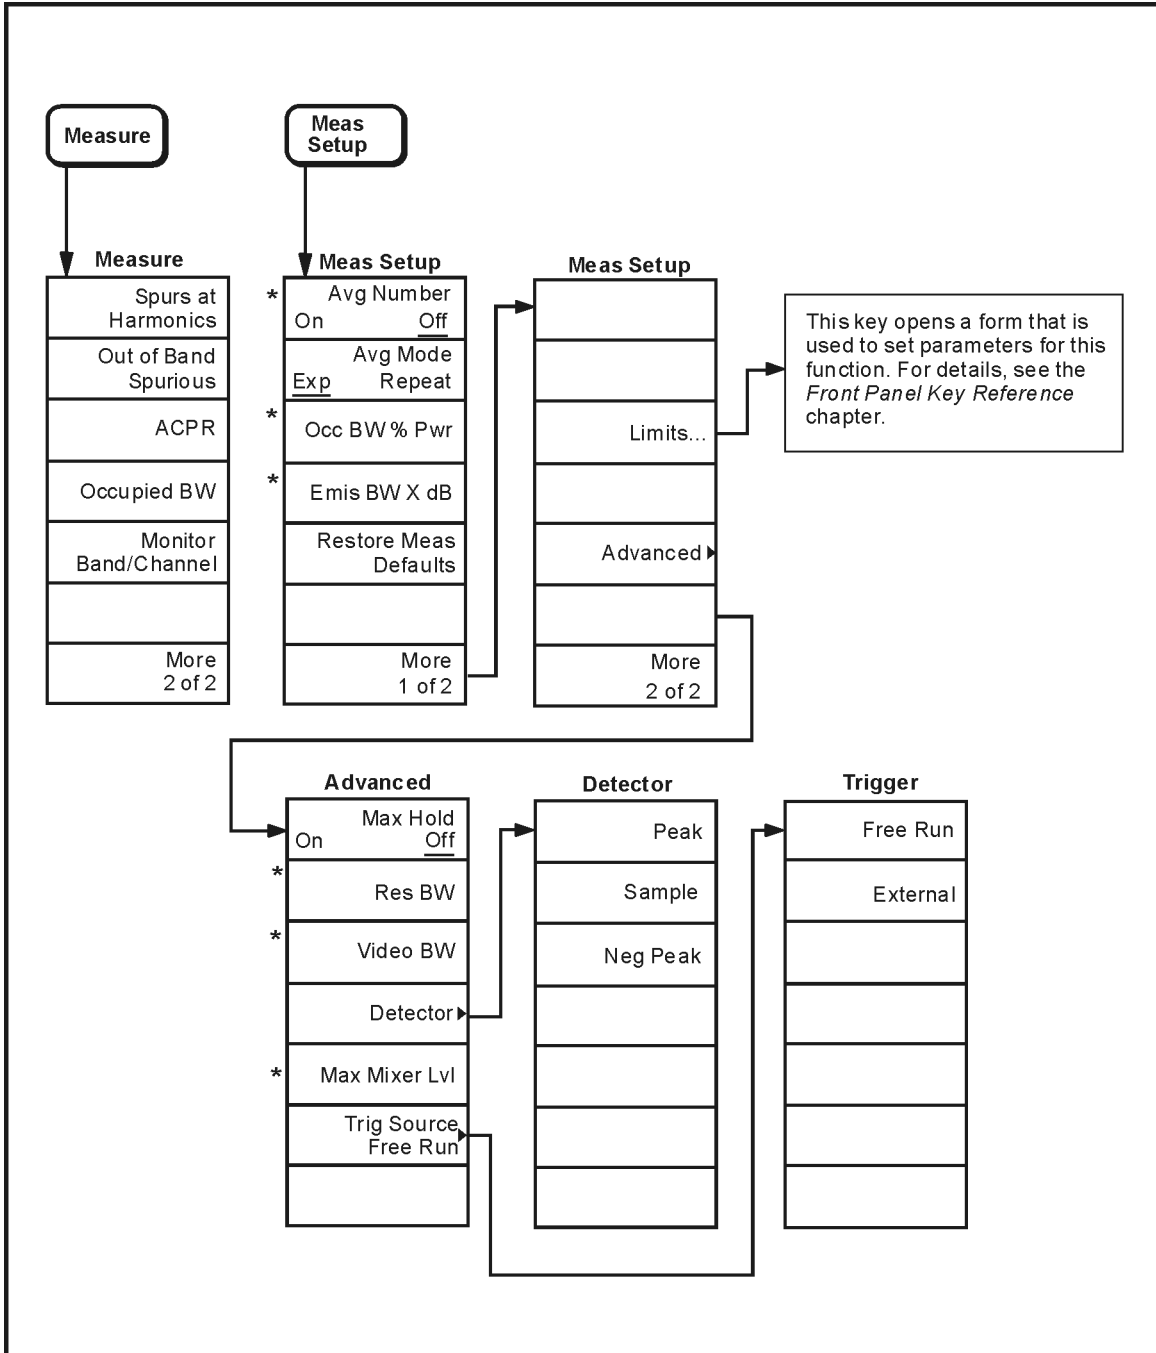 Measure
Meas
Setup
Measure
Spurs at
Harmonics
Out of Band
Spurious
ACPR
Occupied BW
Monitor
Band/Channel
More
2 of 2
Meas Setup
* Avg Number
On Off
Avg Mode
Exp Repeat
* Occ BW % Pwr
* Emis BW X dB
Restore Meas
Defaults
More
1 of 2
Meas Setup
Limits...
Advanced
More
2 of 2
This key opens a form that is
used to set parameters for this
function. For details, see the
Front Panel Key Reference
chapter.
Advanced
Max Hold
On Off
* Res BW
* Video BW
Detector
* Max Mixer Lvl
Trig Source
Free Run
Detector
Peak
Sample
Neg Peak
Trigger
Free Run
External